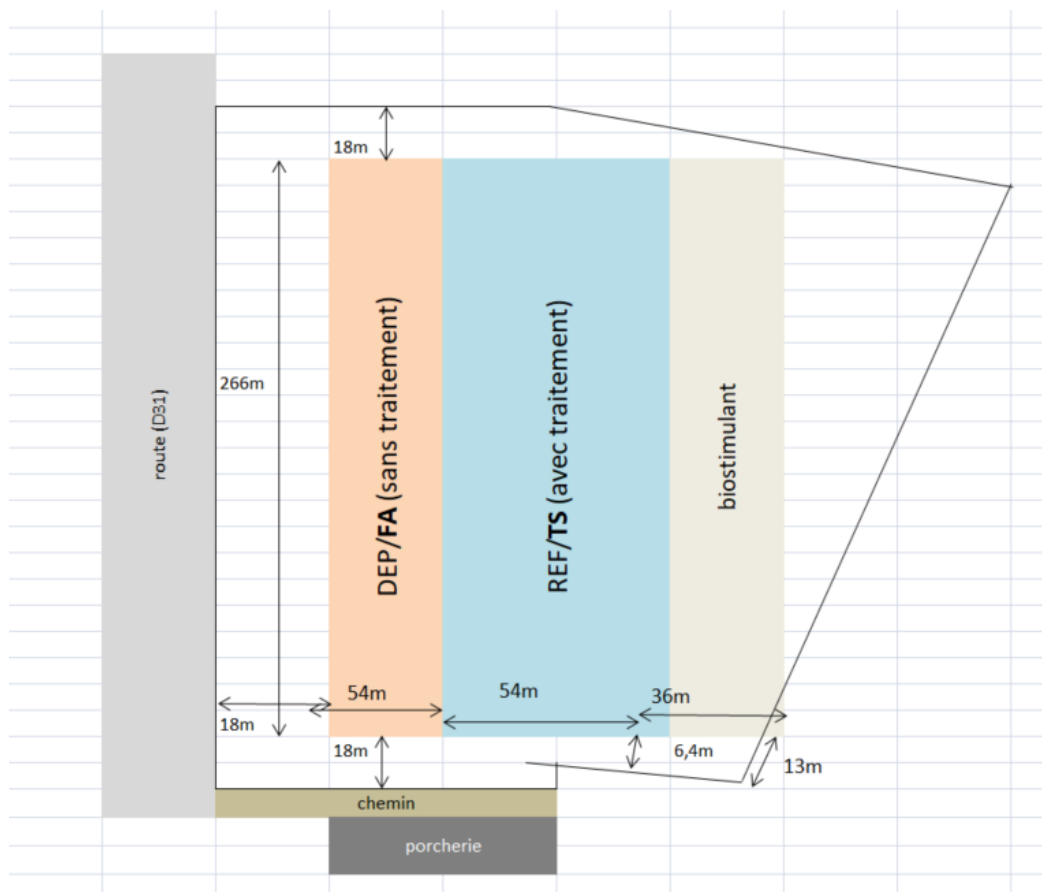 18m
266m
route (D31)
DEP/FA (sans traitement)
REF/TS (avec traitement)
biostimulant
54m
54m
36m
18m
18m
6,4m
13m
chemin
porcherie